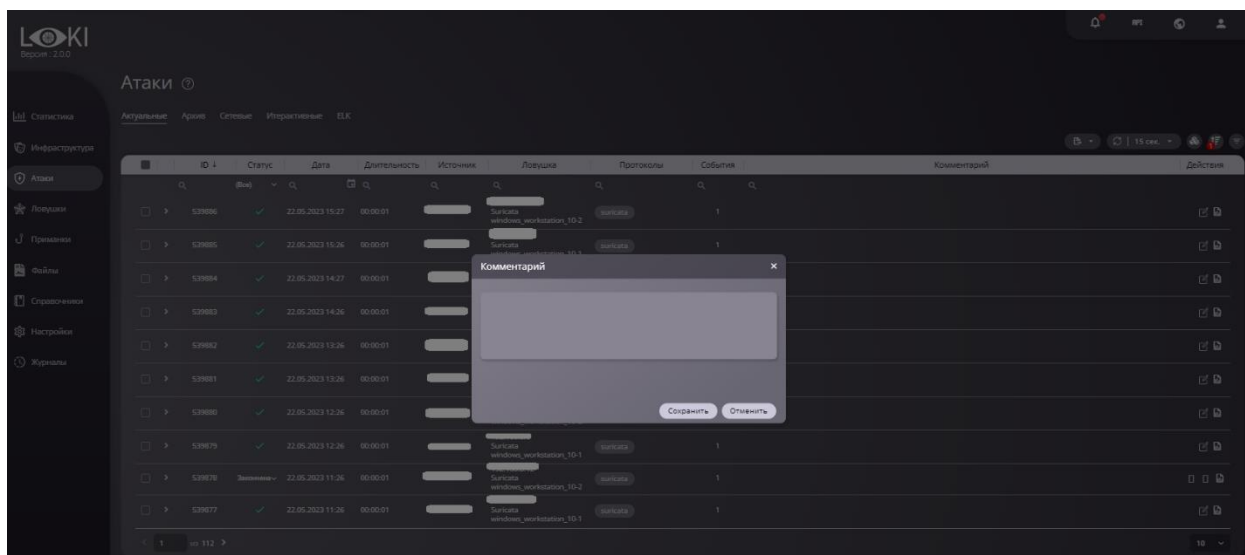 LOKI
Версия : 2.0.0
RPS
Атаки
Актуальные Архив Сетевые Итерактивные ELK
Статистика
Инфраструктура
Атаки
Ловушки
Приманки
Файлы
Справочники
Настройки
Журналы
15 сек.
ID ↓ Статус Дата Длительность Источник Ловушка Протоколы События Комментарий Действия
(Все)
539886 22.05.2023 15:27 00:00:01 Suricata windows_workstation_10-2 suricata 1
539885 22.05.2023 15:26 00:00:01 Suricata suricata 1
539884 22.05.2023 14:27 00:00:01
539883 22.05.2023 14:26 00:00:01
539882 22.05.2023 13:26 00:00:01
539881 22.05.2023 13:26 00:00:01
539880 22.05.2023 12:26 00:00:01
539879 22.05.2023 12:26 00:00:01 Suricata windows_workstation_10-1 suricata 1
539878 22.05.2023 11:26 00:00:01 Suricata windows_workstation_10-2 suricata 1
539877 22.05.2023 11:26 00:00:01 Suricata windows_workstation_10-1 suricata 1
Комментарий
Сохранить Отменить
1 из 112
10